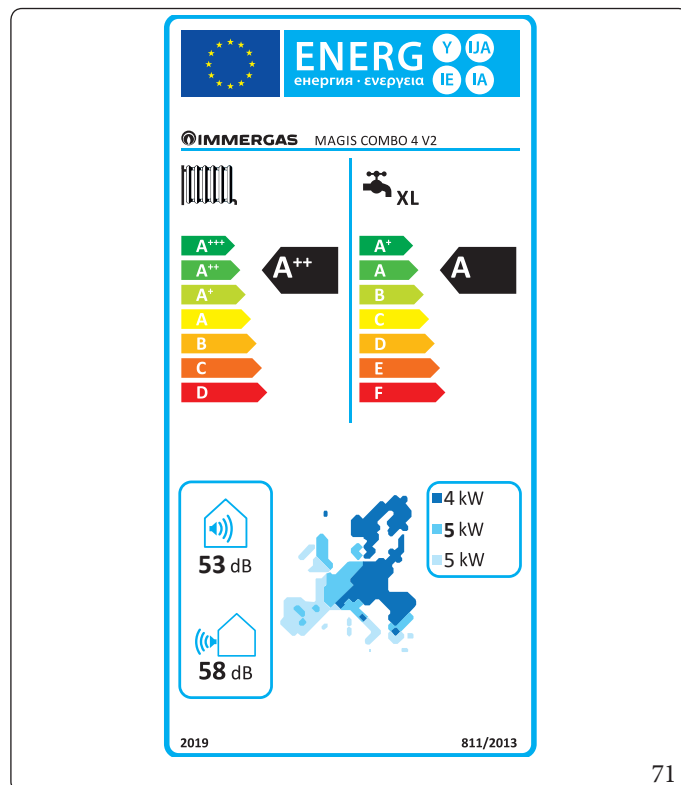 ENERG Y IJA
енергия · ενεργεια IE IA
IMMERGAS MAGIS COMBO 4 V2
XL
A+++
A++
A+
A
B
C
D
A++
A+
A
B
C
D
E
F
A
53 dB
58 dB
4 kW
5 kW
5 kW
2019 811/2013
71